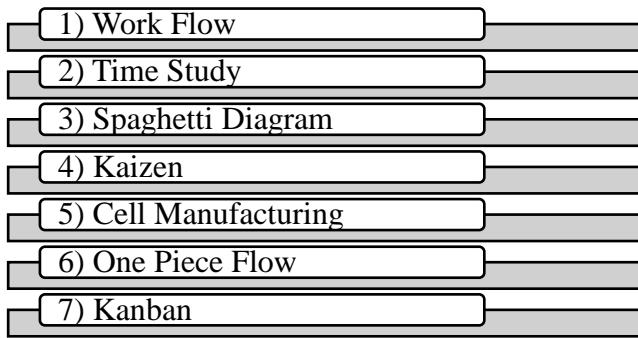 1) Work Flow
2) Time Study
3) Spaghetti Diagram
4) Kaizen
5) Cell Manufacturing
6) One Piece Flow
7) Kanban